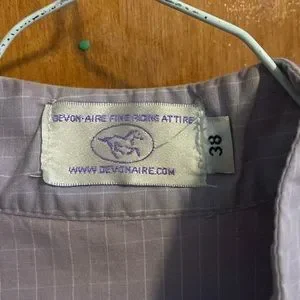 DEVON-AIRE FINE RIDING ATTIRE
WWW.DEVONAIRE.COM
38